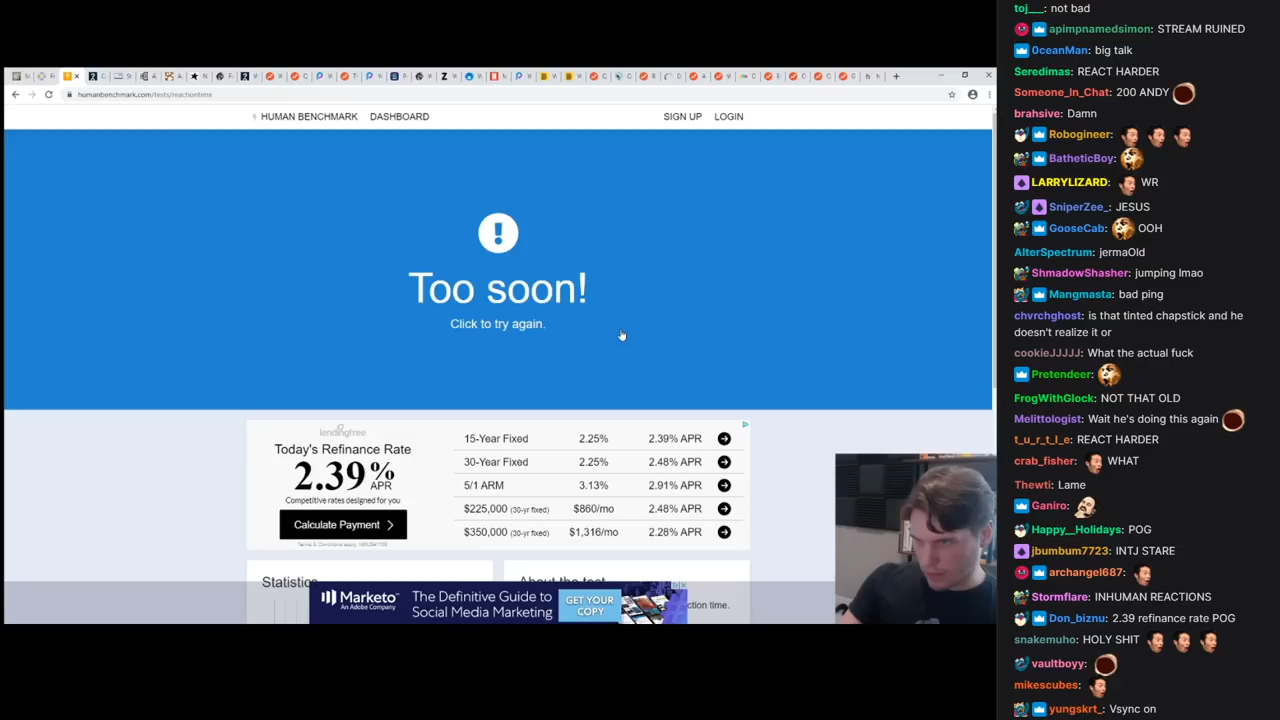 humanbenchmark.com/tests/reactiontime
HUMAN BENCHMARK
DASHBOARD
SIGN UP
LOGIN
Too soon!
Click to try again.
lendingtree
Today's Refinance Rate
2.39%
APR
Competitive rates designed for you
Calculate Payment
15-Year Fixed 2.25% 2.39% APR
30-Year Fixed 2.25% 2.48% APR
5/1 ARM 3.13% 2.91% APR
$225,000 (30-yr fixed) $860/mo 2.48% APR
$350,000 (30-yr fixed) $1,316/mo 2.28% APR
Statistics
About the test
ction time.
Marketo
An Adobe Company
The Definitive Guide to
Social Media Marketing
GET YOUR
COPY
toj___: not bad
apimpnamedsimon: STREAM RUINED
0ceanMan: big talk
Seredimas: REACT HARDER
Someone_In_Chat: 200 ANDY
brahsive: Damn
Robogineer:
BatheticBoy:
LARRYLIZARD: WR
SniperZee_: JESUS
GooseCab: OOH
AlterSpectrum: jermaOld
ShmadowShasher: jumping lmao
Mangmasta: bad ping
chvrchghost: is that tinted chapstick and he
doesn't realize it or
cookieJJJJJ: What the actual fuck
Pretendeer:
FrogWithGlock: NOT THAT OLD
Melittologist: Wait he's doing this again
t_u_r_t_l_e: REACT HARDER
crab_fisher: WHAT
Thewti: Lame
Ganiro:
Happy__Holidays: POG
jbumbum7723: INTJ STARE
archangel687:
Stormflare: INHUMAN REACTIONS
Don_biznu: 2.39 refinance rate POG
snakemuho: HOLY SHIT
vaultboyy:
mikescubes:
yungskrt_: Vsync on